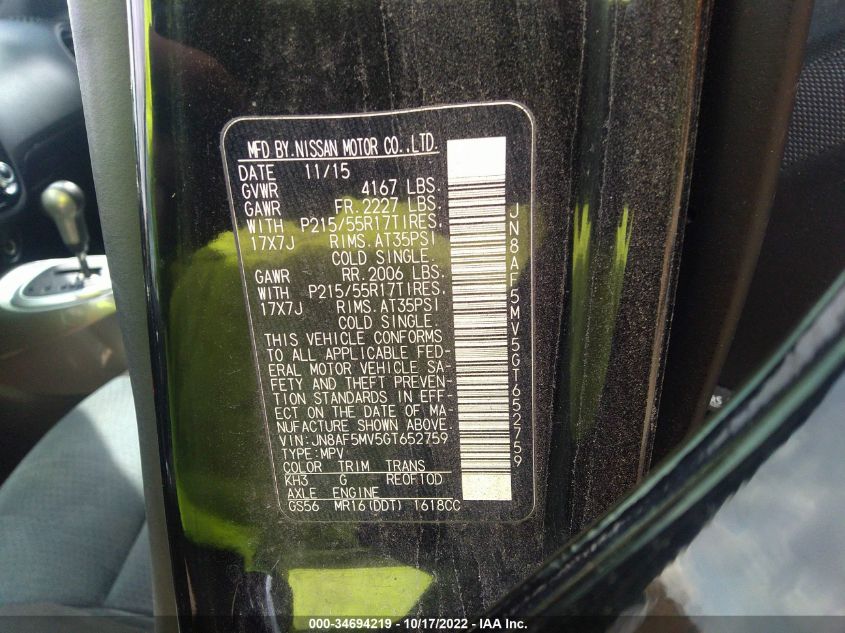 MFD BY.NISSAN MOTOR CO.,LTD.
DATE 11/15
GVWR 4167 LBS.
GAWR FR.2227 LBS.
WITH P215/55R17TIRES.
17X7J RIMS.AT35PSI
COLD SINGLE.
GAWR RR.2006 LBS.
WITH P215/55R17TIRES.
17X7J RIMS.AT35PSI
COLD SINGLE.
THIS VEHICLE CONFORMS
TO ALL APPLICABLE FED-
ERAL MOTOR VEHICLE SA-
FETY AND THEFT PREVEN-
TION STANDARDS IN EFF-
ECT ON THE DATE OF MA-
NUFACTURE SHOWN ABOVE.
VIN:JN8AF5MV5GT652759
TYPE:MPV
COLOR TRIM TRANS
KH3 G RE0F10D
AXLE ENGINE
GS56 MR16(DDT) 1618CC
JN8AF5MV5GT652759
000-34694219 - 10/17/2022 - IAA Inc.